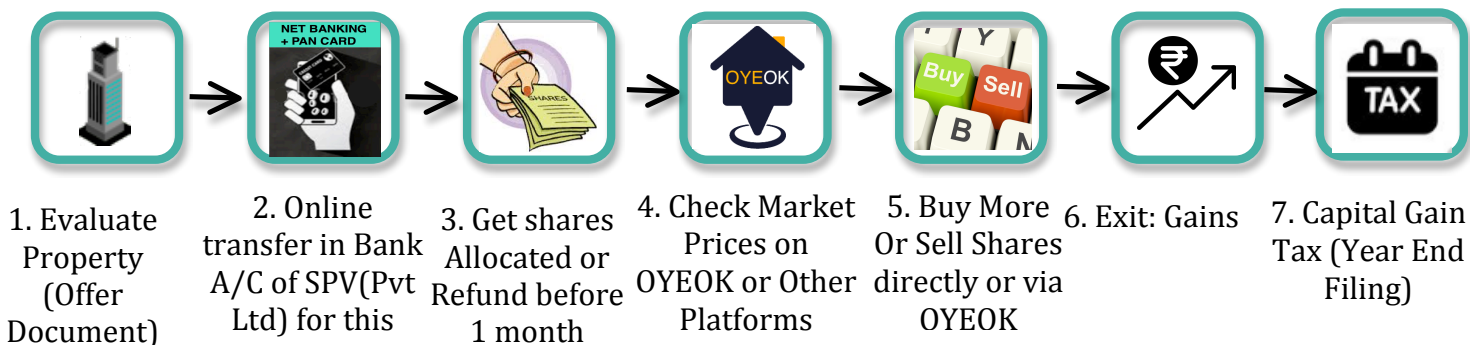 NET BANKING
+ PAN CARD
SHARES
OYEOK
Y
Buy
Sell
B
N
₹
TAX
1. Evaluate
Property
(Offer
Document)
2. Online
transfer in Bank
A/C of SPV(Pvt
Ltd) for this
3. Get shares
Allocated or
Refund before
1 month
4. Check Market
Prices on
OYEOK or Other
Platforms
5. Buy More
Or Sell Shares
directly or via
OYEOK
6. Exit: Gains
7. Capital Gain
Tax (Year End
Filing)